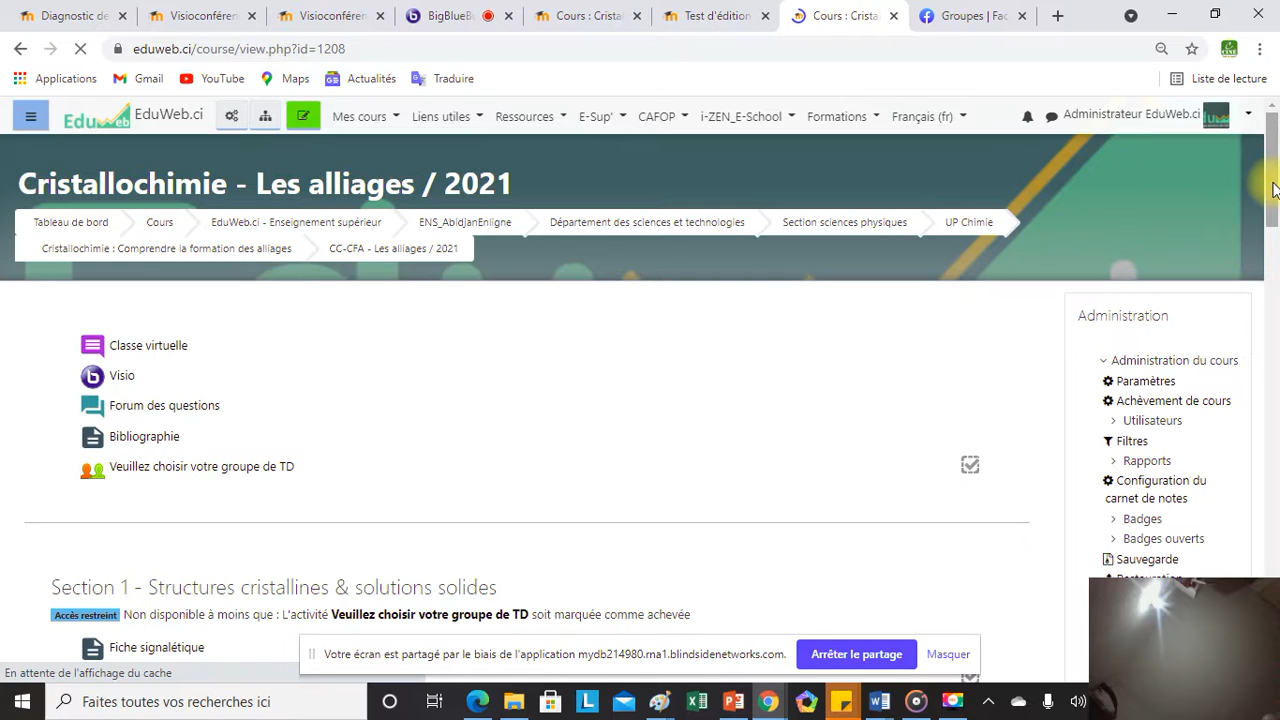 Diagnostic de
Visioconféren
Visioconféren
BigBlueBu
Cours : Cristal
Test d'édition
Cours : Cristal
Groupes | Fac
eduweb.ci/course/view.php?id=1208
Applications
Gmail
YouTube
Maps
Actualités
Traduire
Liste de lecture
EduWeb
EduWeb.ci
Mes cours
Liens utiles
Ressources
E-Sup'
CAFOP
i-ZEN_E-School
Formations
Français (fr)
Administrateur EduWeb.ci
Cristallochimie - Les alliages / 2021
Tableau de bord
Cours
EduWeb.ci - Enseignement supérieur
ENS_AbidjanEnligne
Département des sciences et technologies
Section sciences physiques
UP Chimie
Cristallochimie : Comprendre la formation des alliages
CC-CFA - Les alliages / 2021
Classe virtuelle
Visio
Forum des questions
Bibliographie
Veuillez choisir votre groupe de TD
Section 1 - Structures cristallines & solutions solides
Accès restreint Non disponible à moins que : L'activité Veuillez choisir votre groupe de TD soit marquée comme achevée
Fiche signalétique
Administration
Administration du cours
Paramètres
Achèvement de cours
Utilisateurs
Filtres
Rapports
Configuration du
carnet de notes
Badges
Badges ouverts
Sauvegarde
Restauration
Votre écran est partagé par le biais de l'application mydb214980.rna1.blindsidenetworks.com.
Arrêter le partage
Masquer
En attente de l'affichage du cache
Faites toutes vos recherches ici